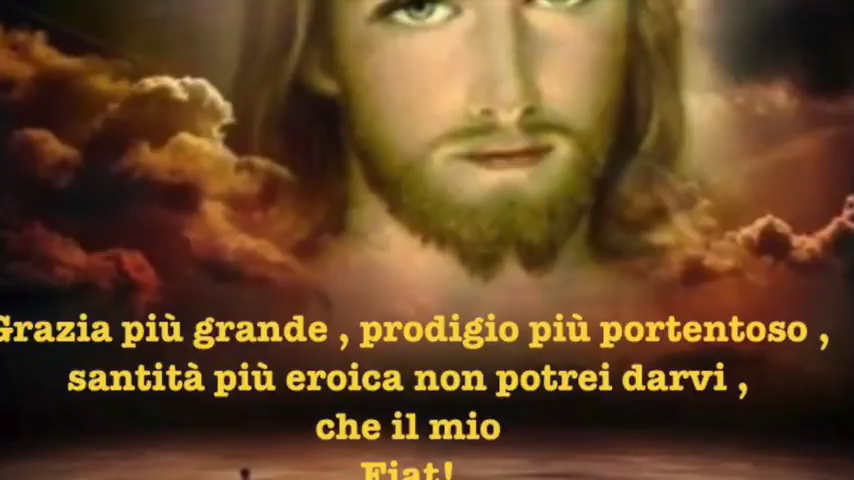 Grazia più grande , prodigio più portentoso ,
santità più eroica non potrei darvi ,
che il mio
Fiat!